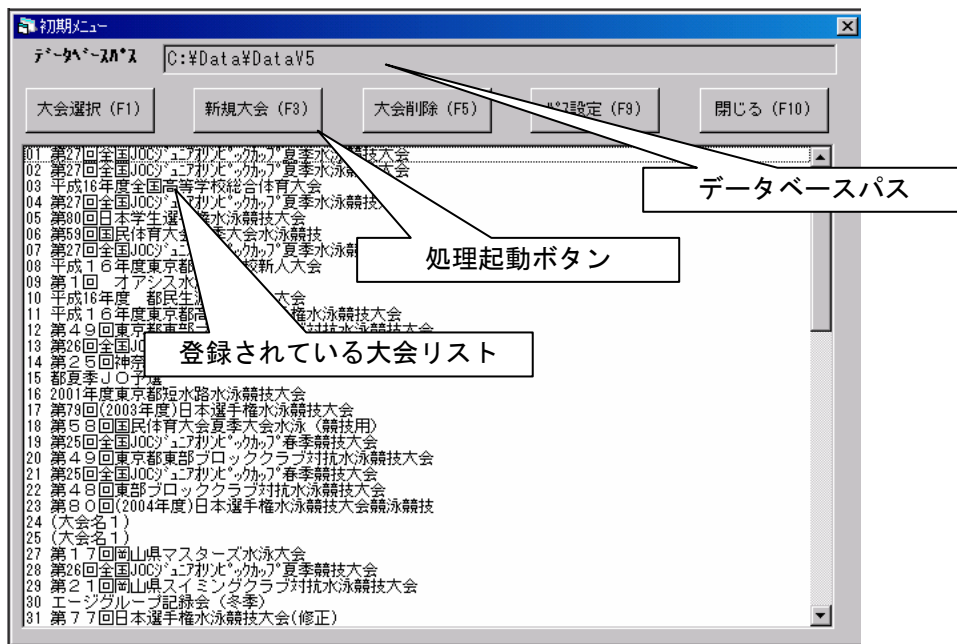 初期メニュー
データベースパス C:¥Data¥DataV5
大会選択 (F1) 新規大会 (F3) 大会削除 (F5) ﾊﾟｽ設定 (F9) 閉じる (F10)
データベースパス
処理起動ボタン
登録されている大会リスト
01 第27回全国JOCｼﾞｭﾆｱｵﾘﾝﾋﾟｯｸｶｯﾌﾟ夏季水泳競技大会
02 第27回全国JOCｼﾞｭﾆｱｵﾘﾝﾋﾟｯｸｶｯﾌﾟ夏季水泳競技大会
03 平成16年度全国高等学校総合体育大会
04 第27回全国JOCｼﾞｭﾆｱｵﾘﾝﾋﾟｯｸｶｯﾌﾟ夏季水泳競技
05 第80回日本学生選 権水泳競技大会
06 第59回国民体育大会 季大会水泳競技
07 第27回全国JOCｼﾞｭ ｵﾘﾝﾋﾟｯｸｶｯﾌﾟ夏季水泳
08 平成１６年度東京都 校新人大会
09 第１回 オアシス水
10 平成16年度 都民生 大会
11 平成１６年度東京都高 権水泳競技大会
12 第４９回東京都東部 対抗水泳競技大会
13 第26回全国JO
14 第２５回神奈
15 都夏季ＪＯ予選
16 2001年度東京都短水路水泳競技大会
17 第79回(2003年度)日本選手権水泳競技大会
18 第５８回国民体育大会夏季大会水泳（競技用）
19 第25回全国JOCｼﾞｭﾆｱｵﾘﾝﾋﾟｯｸｶｯﾌﾟ春季競技大会
20 第４９回東京都東部ブロッククラブ対抗水泳競技大会
21 第25回全国JOCｼﾞｭﾆｱｵﾘﾝﾋﾟｯｸｶｯﾌﾟ春季競技大会
22 第４８回東部ブロッククラブ対抗水泳競技大会
23 第８０回(2004年度)日本選手権水泳競技大会競泳競技
24 (大会名１)
25 (大会名１)
27 第１７回岡山県マスターズ水泳大会
28 第26回全国JOCｼﾞｭﾆｱｵﾘﾝﾋﾟｯｸｶｯﾌﾟ夏季競技大会
29 第２１回岡山県スイミングクラブ対抗水泳競技大会
30 エージグループ記録会（冬季）
31 第７７回日本選手権水泳競技大会(修正)